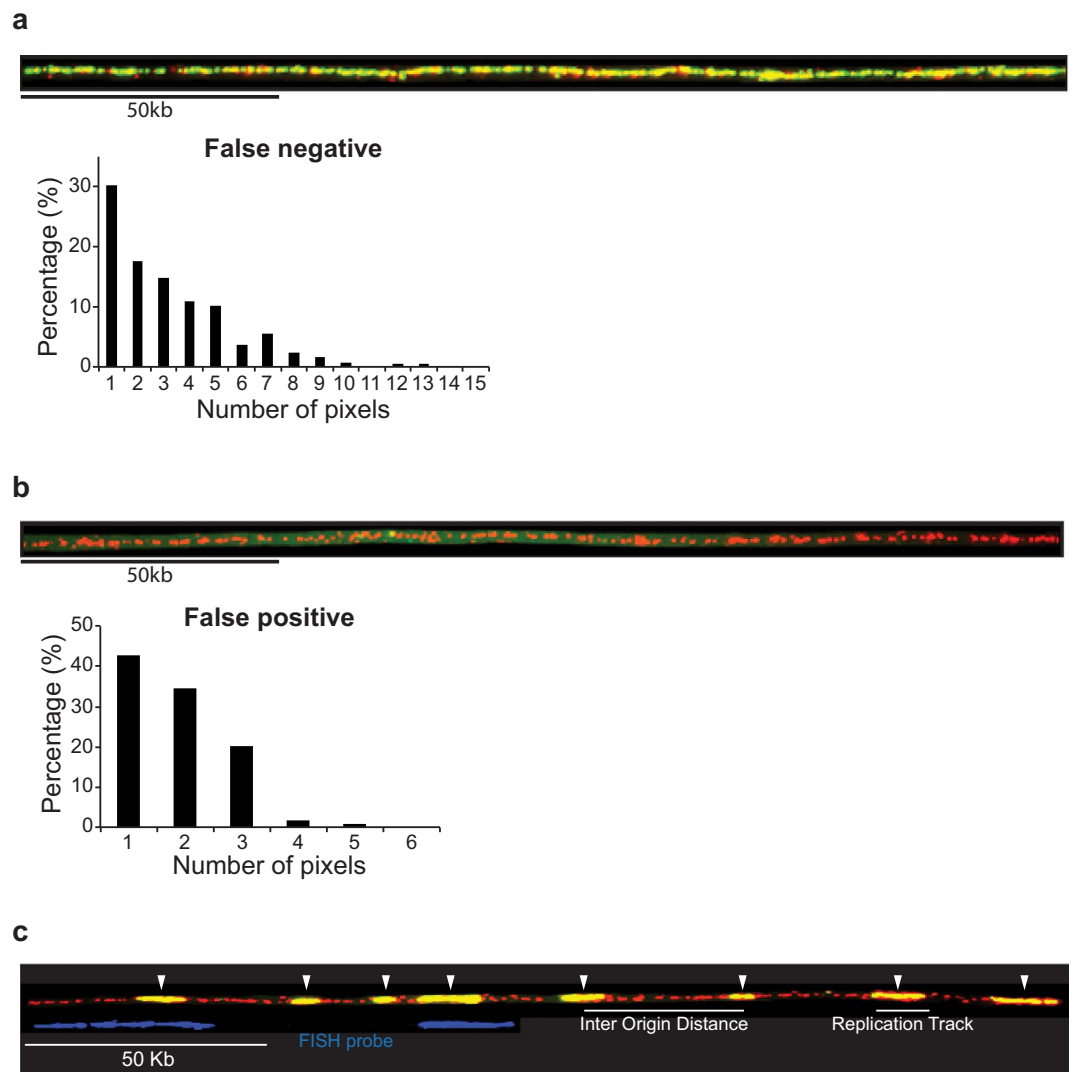 a
50kb
False negative
Percentage (%)
30
20
10
0
1 2 3 4 5 6 7 8 9 10 11 12 13 14 15
Number of pixels
b
50kb
False positive
Percentage (%)
50
40
30
20
10
0
1 2 3 4 5 6
Number of pixels
c
Inter Origin Distance
Replication Track
FISH probe
50 Kb